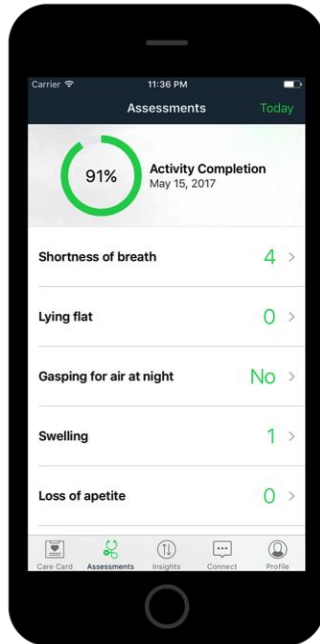 Carrier 11:36 PM
Assessments Today
91%
Activity Completion
May 15, 2017
Shortness of breath 4
Lying flat 0
Gasping for air at night No
Swelling 1
Loss of apetite 0
Care Card Assessments Insights Connect Profile